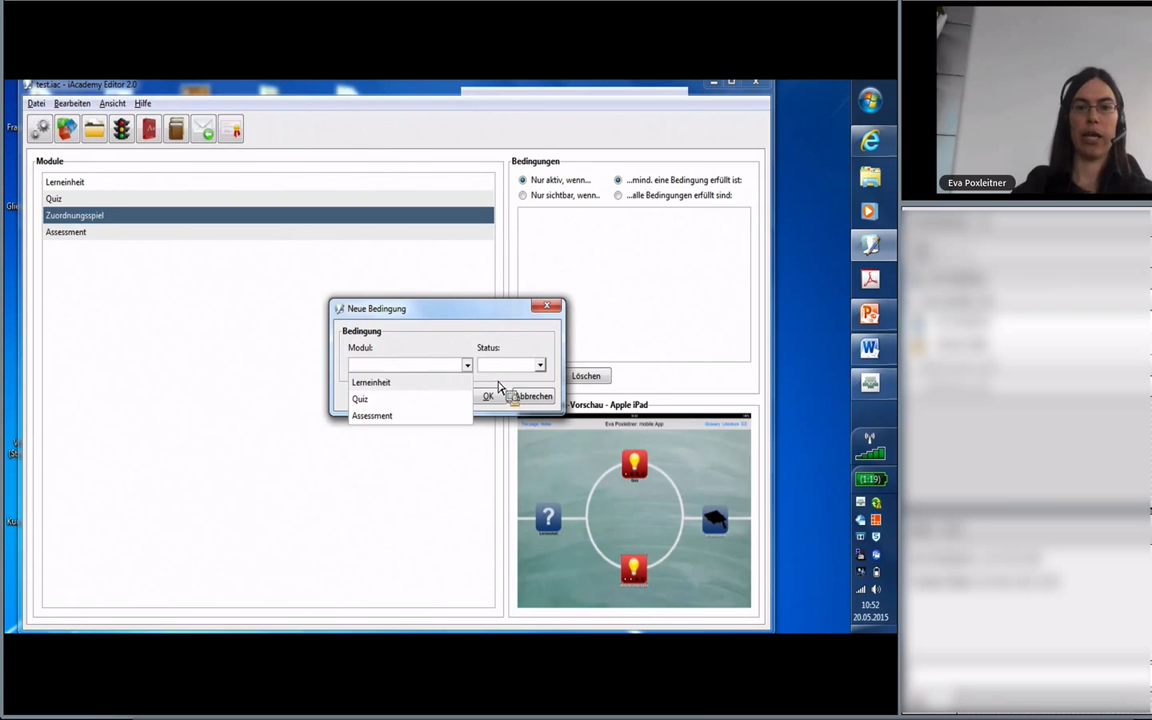 test.iac - iAcademy Editor 2.0
Datei Bearbeiten Ansicht Hilfe
Module
Lerneinheit
Quiz
Zuordnungsspiel
Assessment
Bedingungen
Nur aktiv, wenn... ...mind. eine Bedingung erfüllt ist:
Nur sichtbar, wenn.. ...alle Bedingungen erfüllt sind:
Neue Bedingung
Bedingung
Modul: Status:
Lerneinheit
Quiz
Assessment
OK Abbrechen
Löschen
-Vorschau - Apple iPad
Eva Poxleitner: mobile App
(1:19)
10:52
20.05.2015
Eva Poxleitner